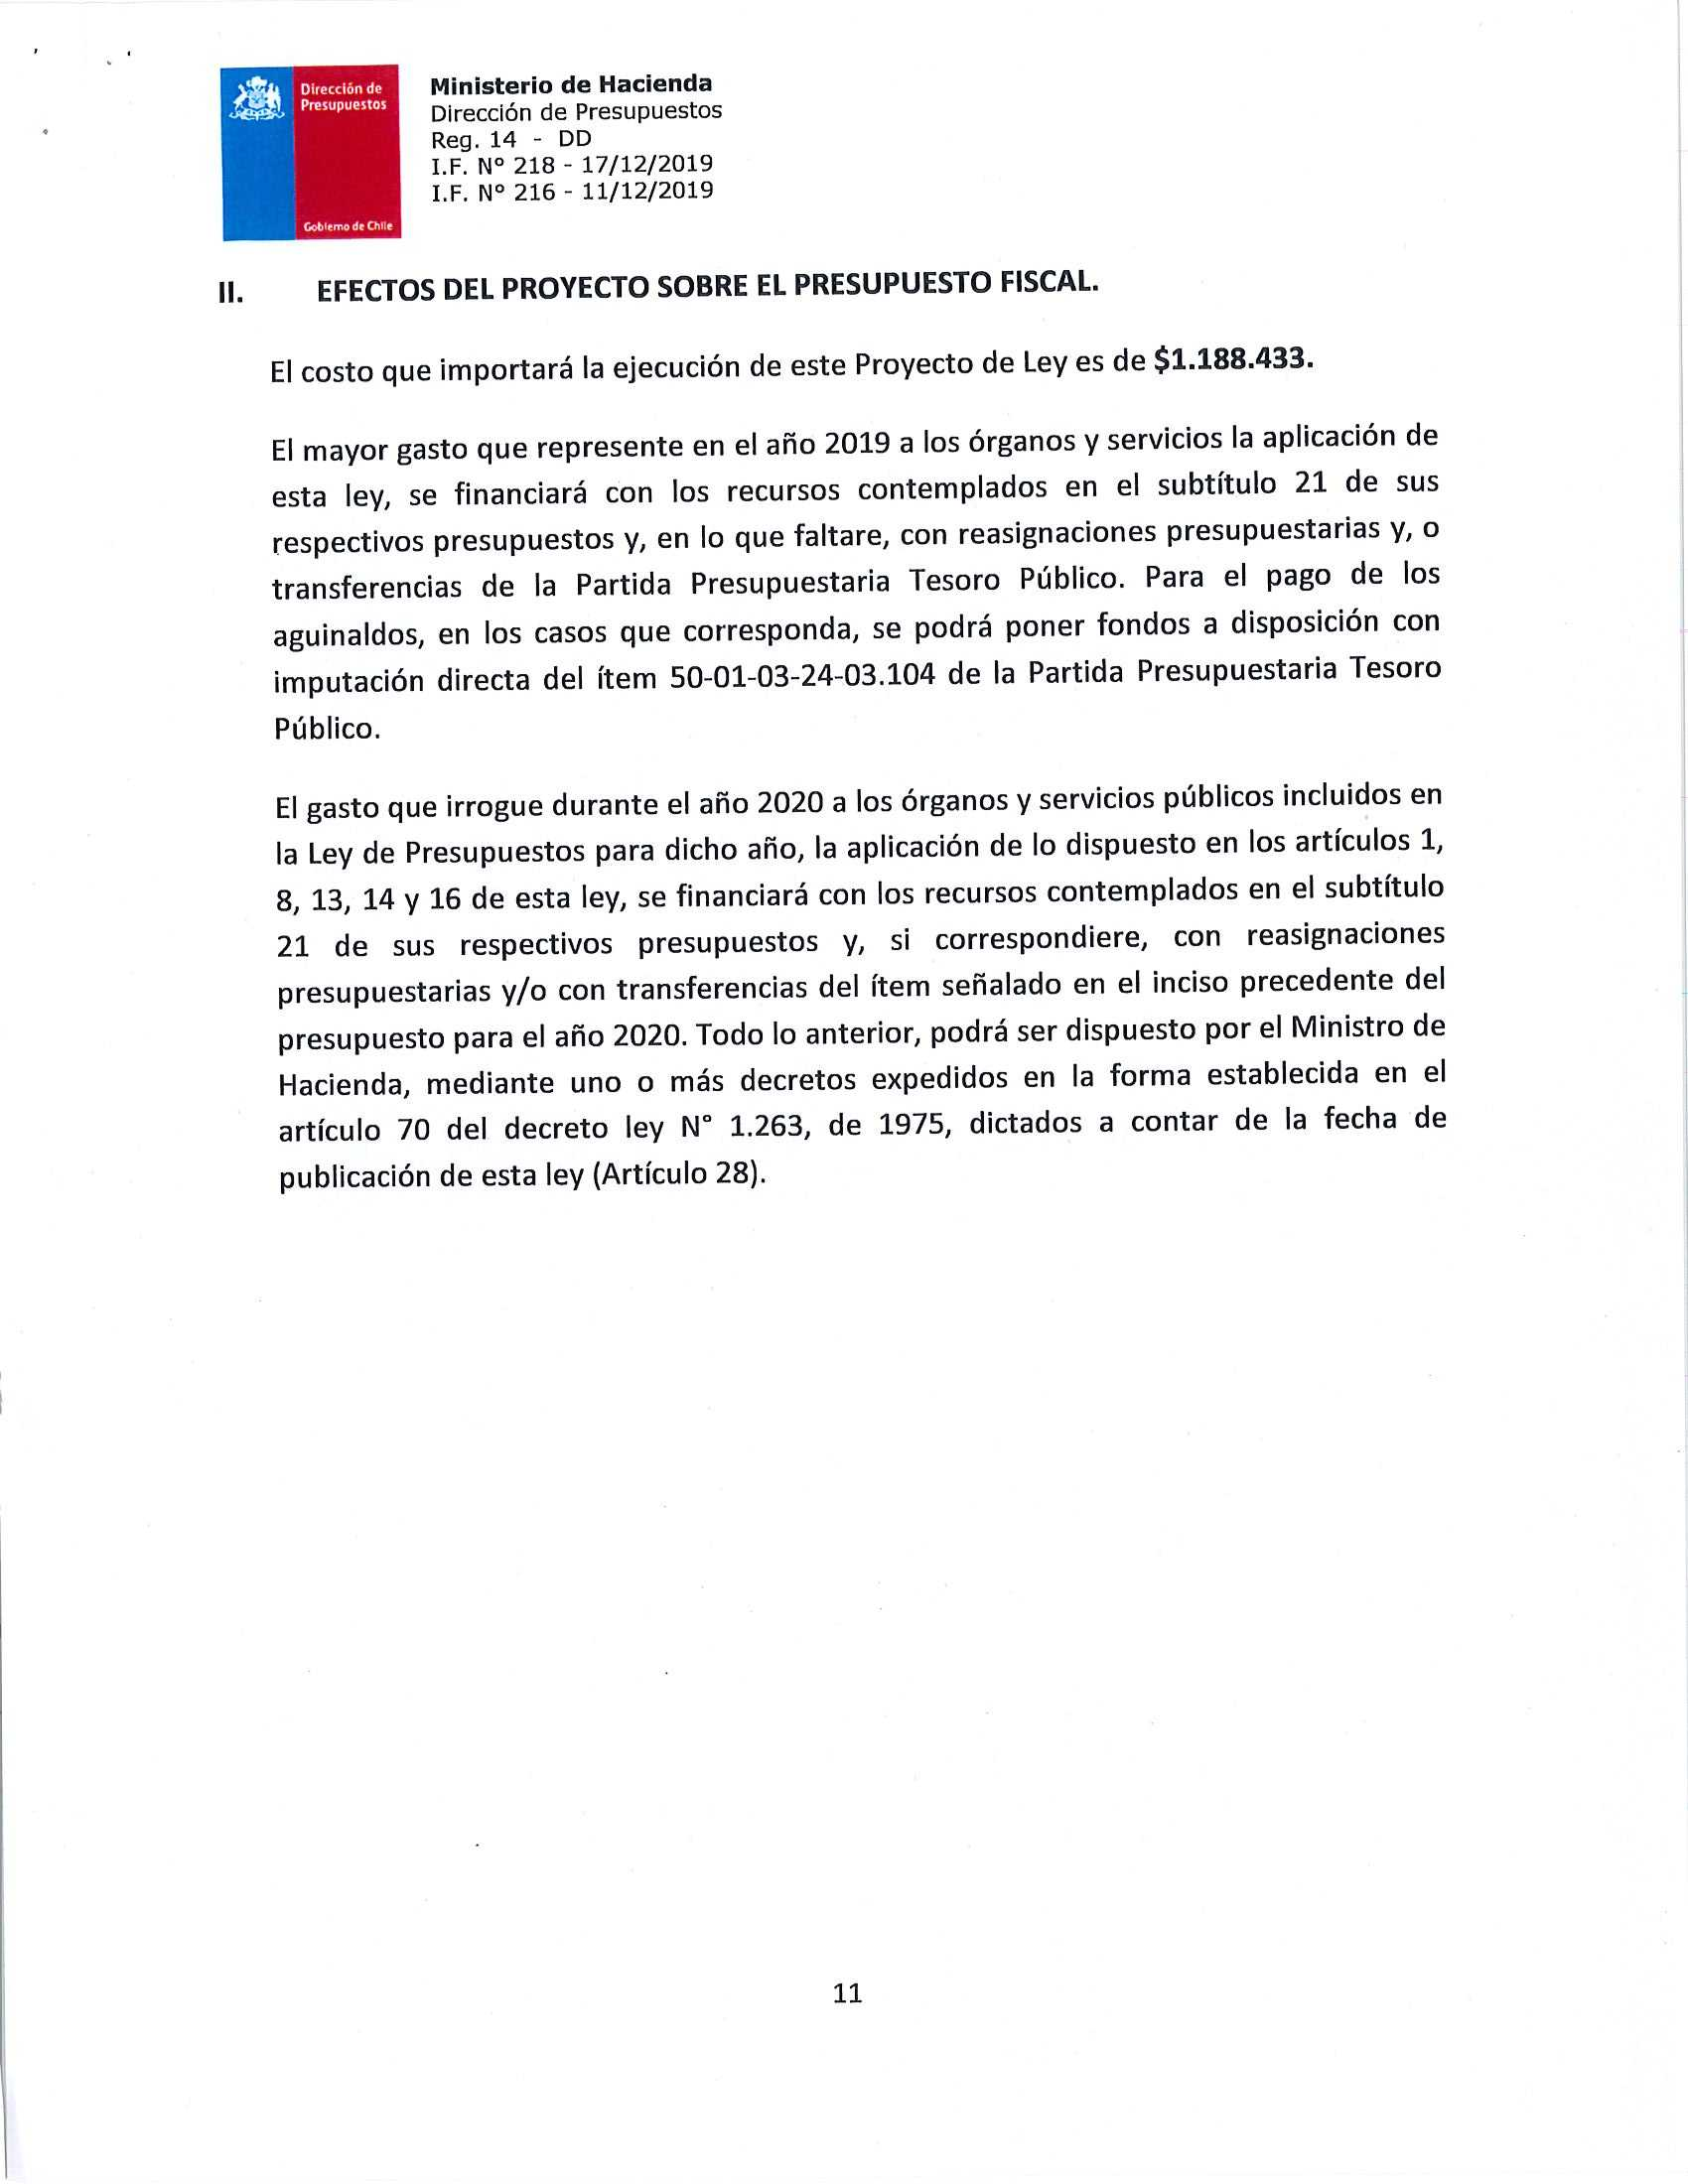 Dirección de
Presupuestos
Gobierno de Chile
Ministerio de Hacienda
Dirección de Presupuestos
Reg. 14 - DD
I.F. Nº 218 - 17/12/2019
I.F. Nº 216 - 11/12/2019
II. EFECTOS DEL PROYECTO SOBRE EL PRESUPUESTO FISCAL.
El costo que importará la ejecución de este Proyecto de Ley es de $1.188.433.
El mayor gasto que represente en el año 2019 a los órganos y servicios la aplicación de
esta ley, se financiará con los recursos contemplados en el subtítulo 21 de sus
respectivos presupuestos y, en lo que faltare, con reasignaciones presupuestarias y, o
transferencias de la Partida Presupuestaria Tesoro Público. Para el pago de los
aguinaldos, en los casos que corresponda, se podrá poner fondos a disposición con
imputación directa del ítem 50-01-03-24-03.104 de la Partida Presupuestaria Tesoro
Público.
El gasto que irrogue durante el año 2020 a los órganos y servicios públicos incluidos en
la Ley de Presupuestos para dicho año, la aplicación de lo dispuesto en los artículos 1,
8, 13, 14 y 16 de esta ley, se financiará con los recursos contemplados en el subtítulo
21 de sus respectivos presupuestos y, si correspondiere, con reasignaciones
presupuestarias y/o con transferencias del ítem señalado en el inciso precedente del
presupuesto para el año 2020. Todo lo anterior, podrá ser dispuesto por el Ministro de
Hacienda, mediante uno o más decretos expedidos en la forma establecida en el
artículo 70 del decreto ley N° 1.263, de 1975, dictados a contar de la fecha de
publicación de esta ley (Artículo 28).
11